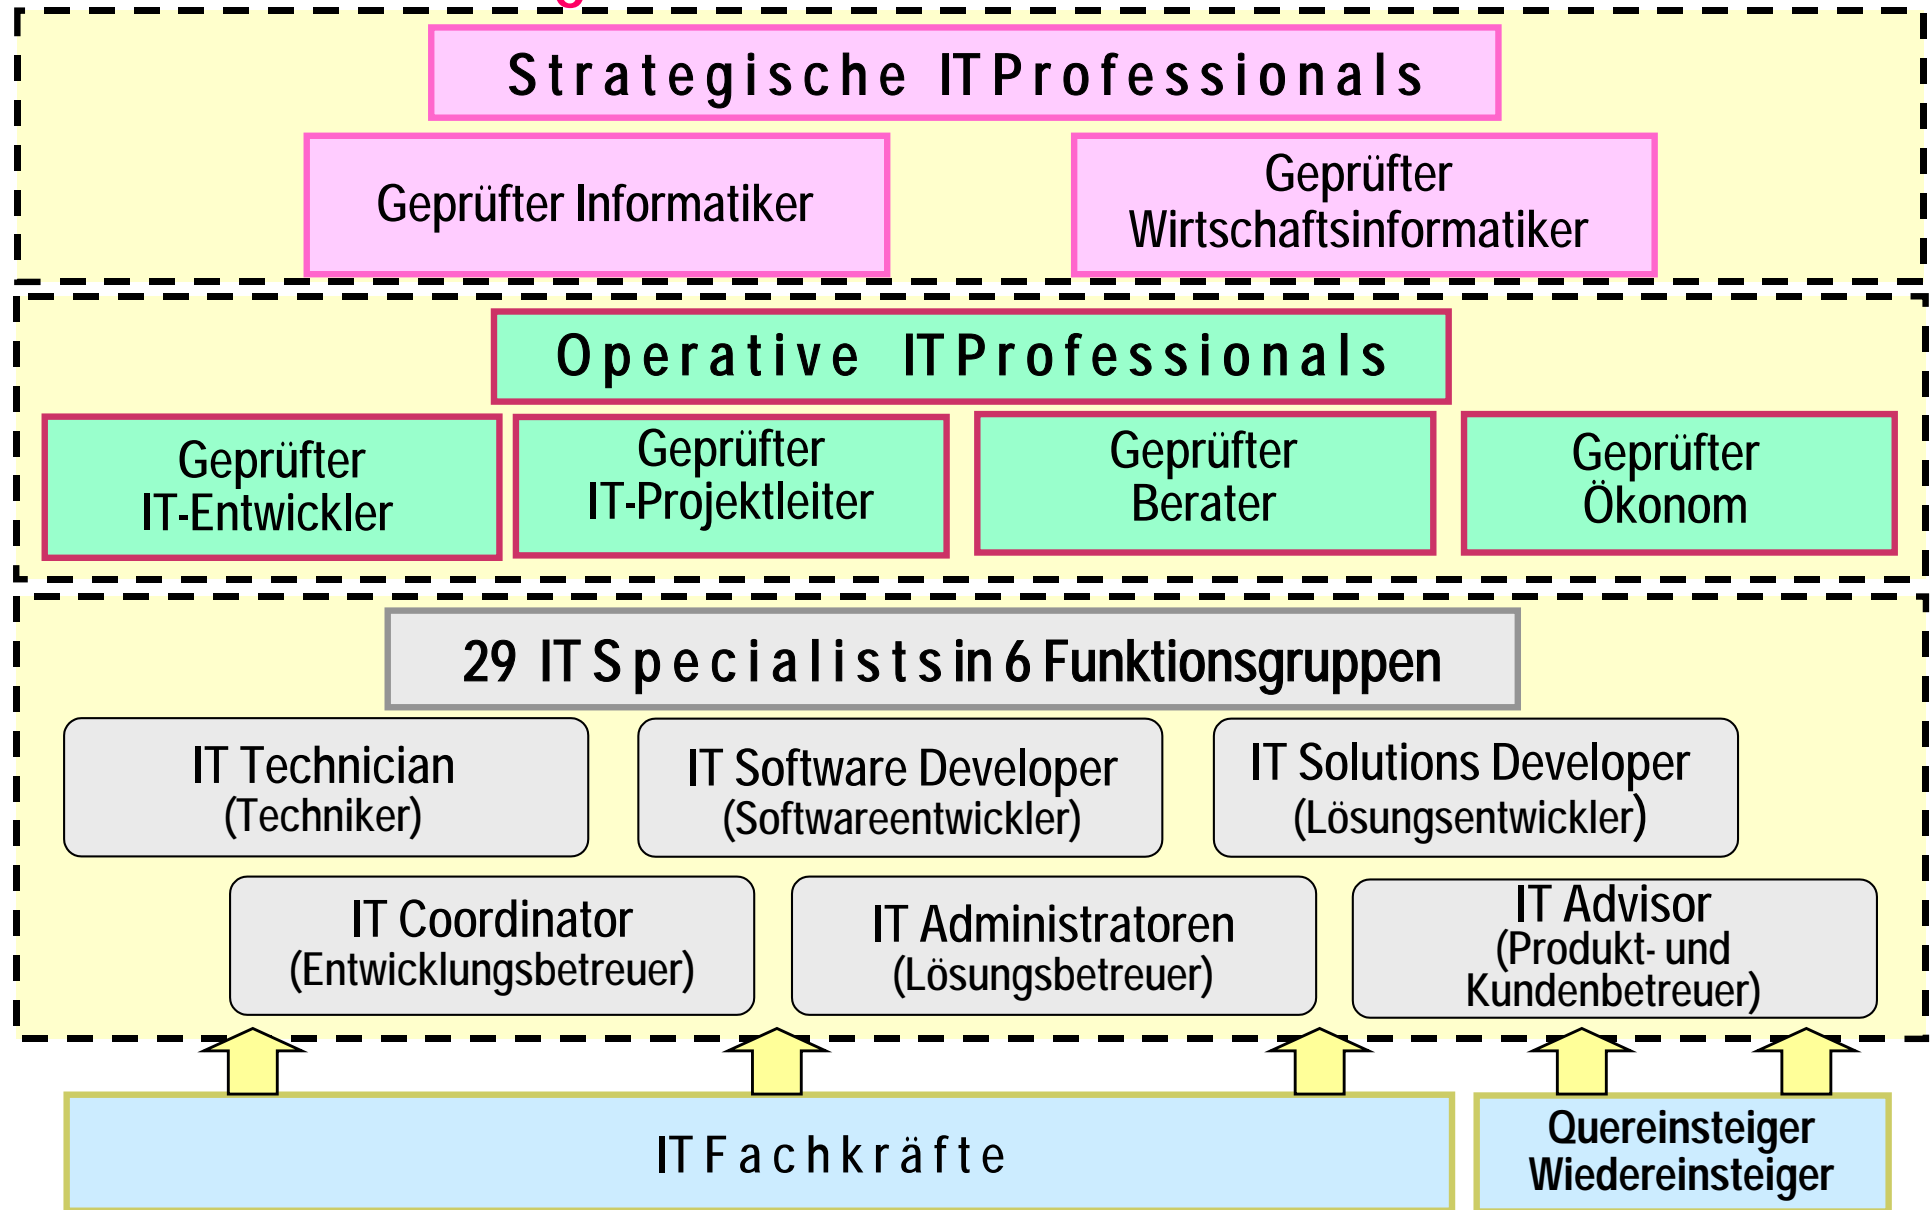 Strategische IT Professionals
Geprüfter Informatiker
Geprüfter
Wirtschaftsinformatiker
Operative IT Professionals
Geprüfter
IT-Entwickler
Geprüfter
IT-Projektleiter
Geprüfter
Berater
Geprüfter
Ökonom
29 IT Specialists in 6 Funktionsgruppen
IT Technician
(Techniker)
IT Software Developer
(Softwareentwickler)
IT Solutions Developer
(Lösungsentwickler)
IT Coordinator
(Entwicklungsbetreuer)
IT Administratoren
(Lösungsbetreuer)
IT Advisor
(Produkt- und
Kundenbetreuer)
IT Fachkräfte
Quereinsteiger
Wiedereinsteiger